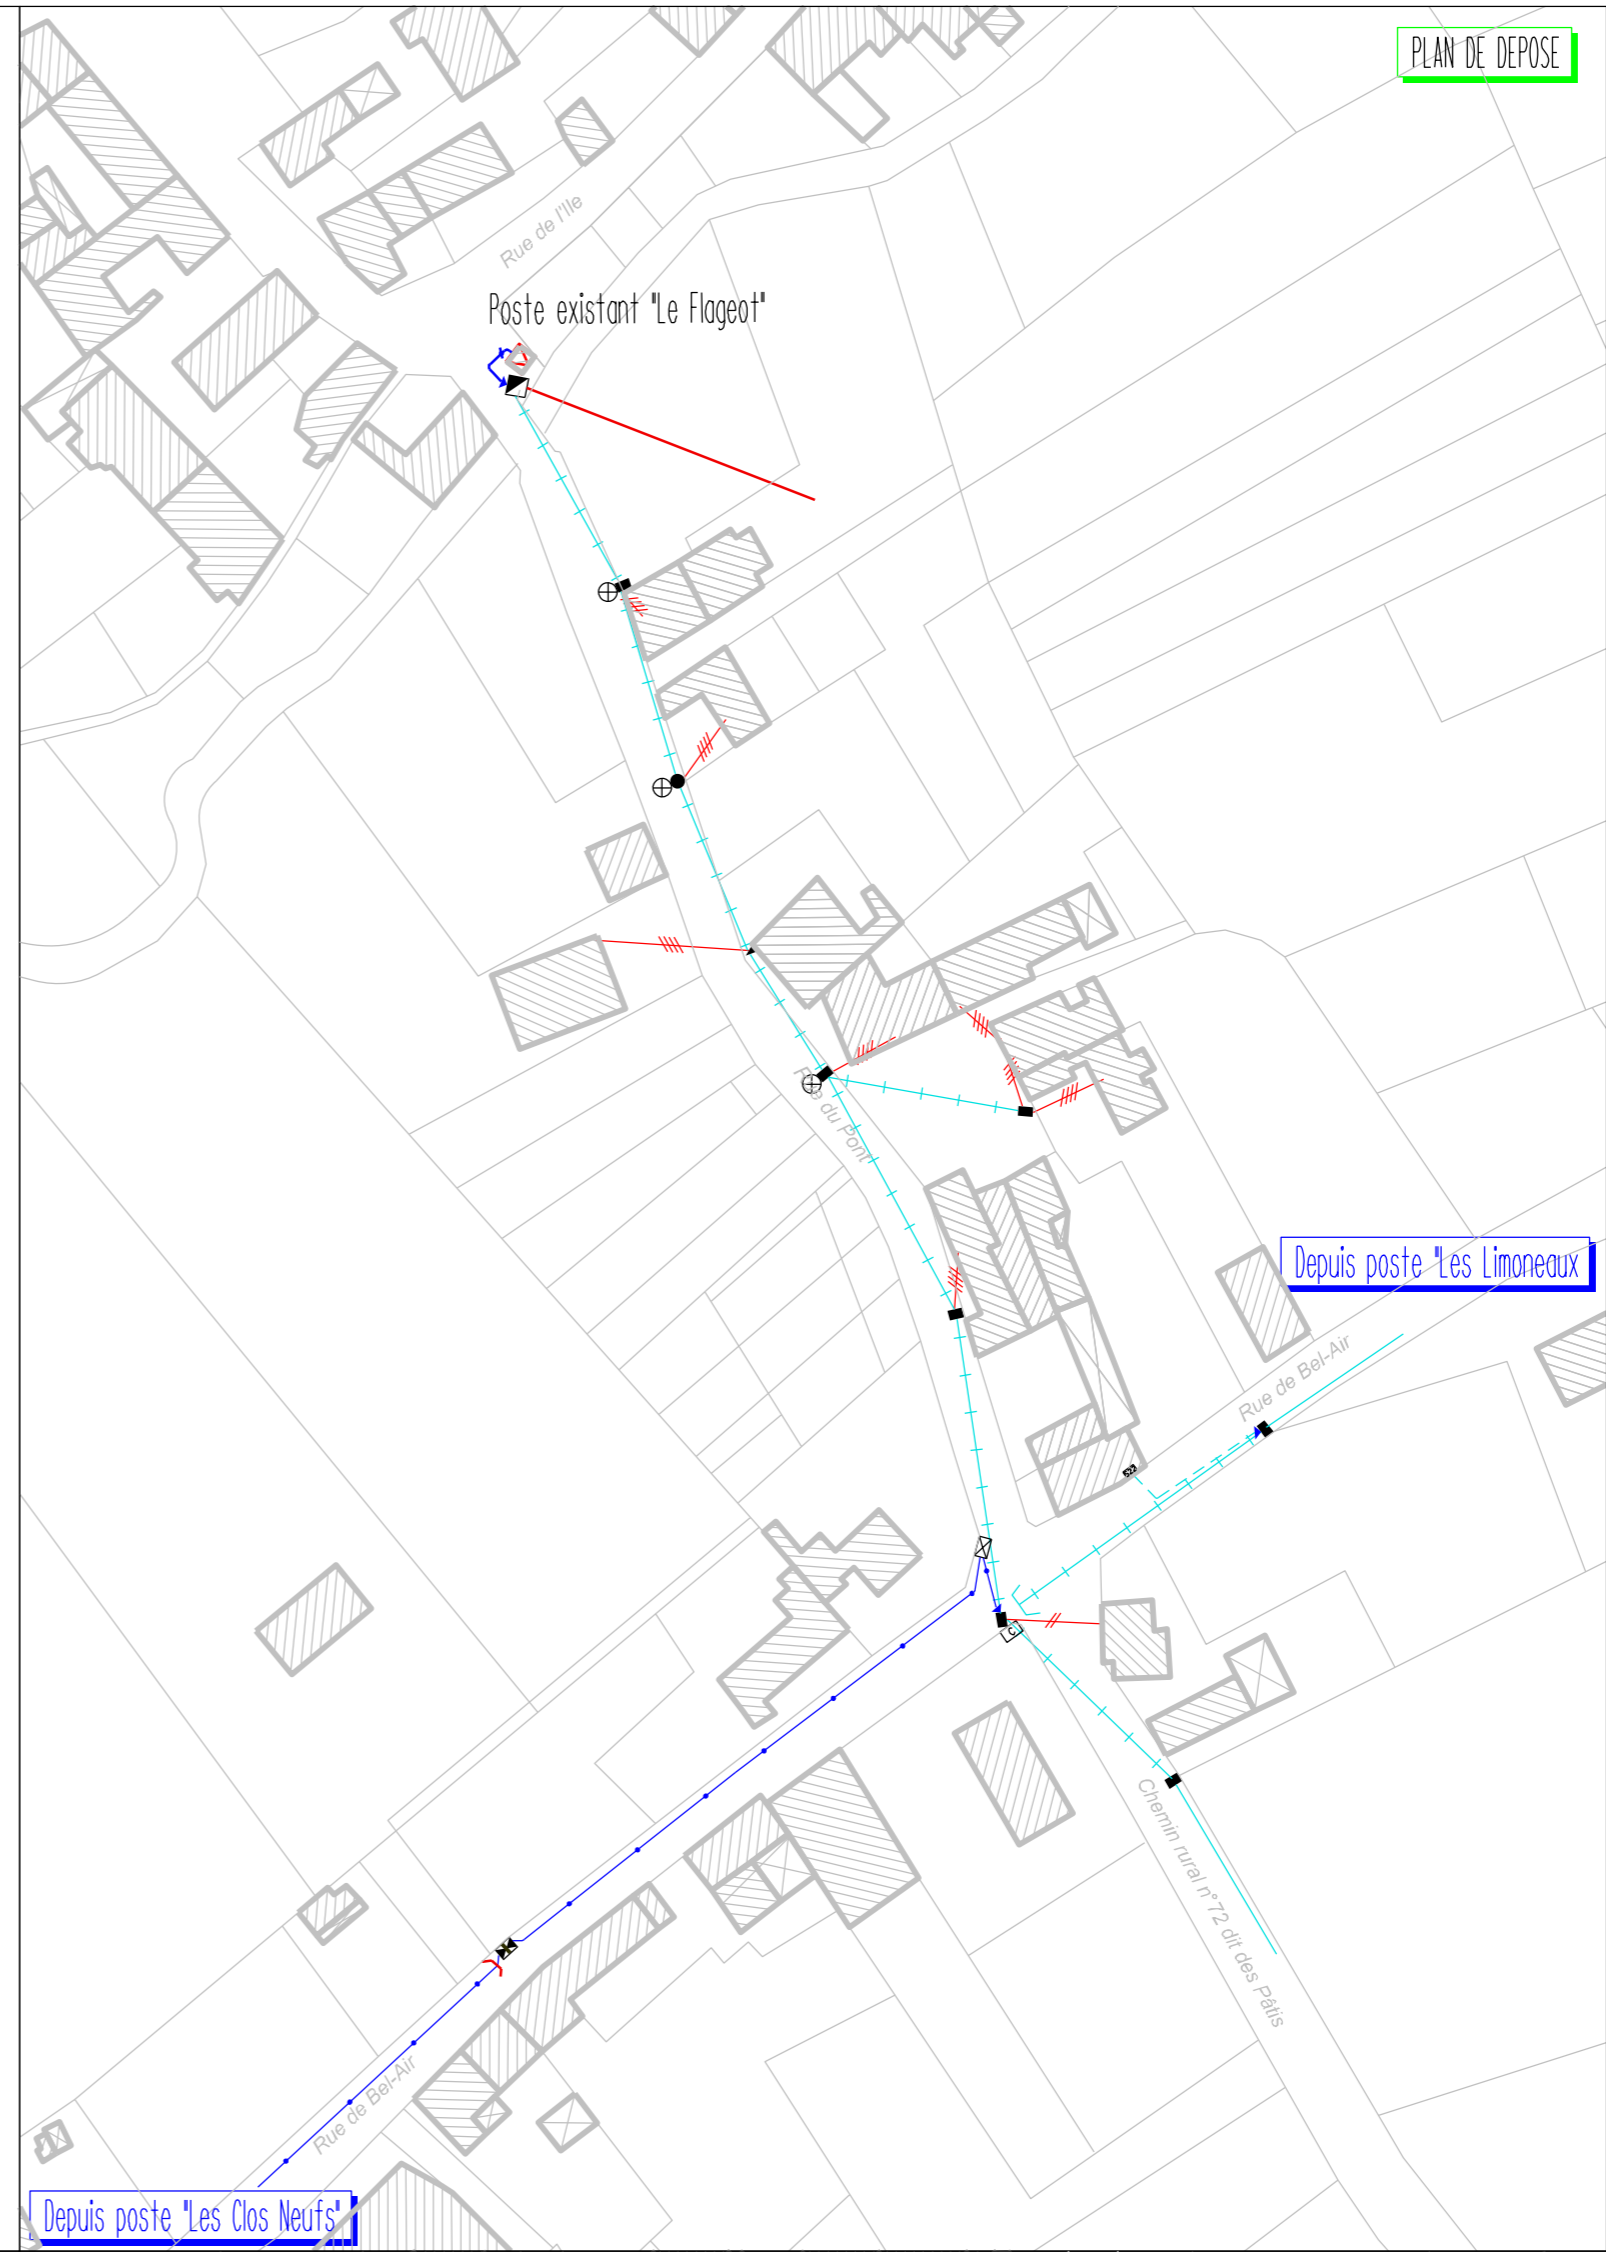 PLAN DE DEPOSE
Rue de l'Ile
Poste existant "Le Flageot"
Rue du Pont
Depuis poste "Les Limoneaux
Rue de Bel-Air
C
Chemin rural n°72 dit des Pâtis
Rue de Bel-Air
Depuis poste "Les Clos Neufs"